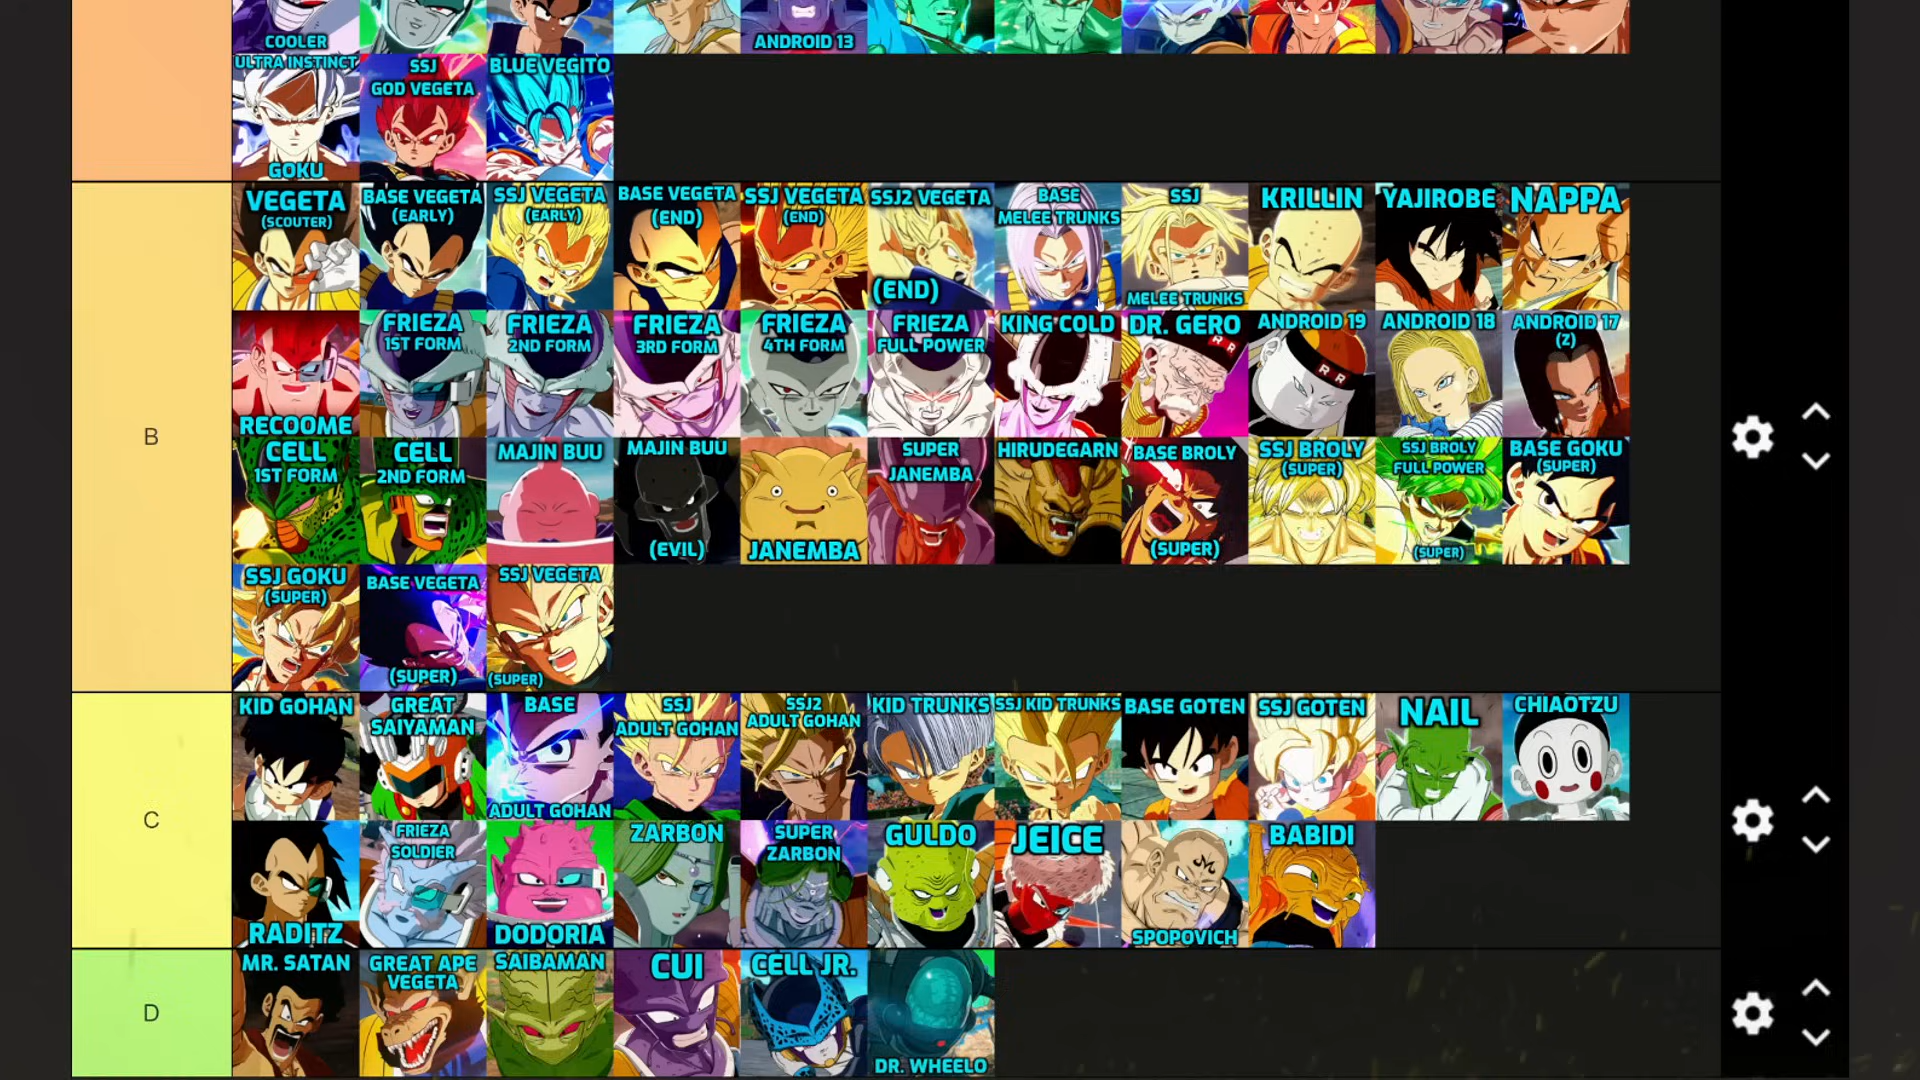 COOLER
ANDROID 13
ULTRA INSTINCT
GOKU
SSJ
GOD VEGETA
BLUE VEGITO
B
VEGETA
(SCOUTER)
BASE VEGETA
(EARLY)
SSJ VEGETA
(EARLY)
BASE VEGETA
(END)
SSJ VEGETA
(END)
SSJ2 VEGETA
(END)
BASE
MELEE TRUNKS
SSJ
MELEE TRUNKS
KRILLIN
YAJIROBE
NAPPA
RECOOME
FRIEZA
1ST FORM
FRIEZA
2ND FORM
FRIEZA
3RD FORM
FRIEZA
4TH FORM
FRIEZA
FULL POWER
KING COLD
DR. GERO
RR
ANDROID 19
RR
ANDROID 18
ANDROID 17
(Z)
CELL
1ST FORM
CELL
2ND FORM
MAJIN BUU
MAJIN BUU
(EVIL)
JANEMBA
SUPER
JANEMBA
HIRUDEGARN
BASE BROLY
(SUPER)
SSJ BROLY
(SUPER)
SSJ BROLY
FULL POWER
(SUPER)
BASE GOKU
(SUPER)
SSJ GOKU
(SUPER)
BASE VEGETA
(SUPER)
SSJ VEGETA
(SUPER)
C
KID GOHAN
GREAT
SAIYAMAN
BASE
ADULT GOHAN
SSJ
ADULT GOHAN
SSJ2
ADULT GOHAN
KID TRUNKS
SSJ KID TRUNKS
BASE GOTEN
SSJ GOTEN
NAIL
CHIAOTZU
RADITZ
FRIEZA
SOLDIER
DODORIA
ZARBON
SUPER
ZARBON
GULDO
JEICE
SPOPOVICH
BABIDI
D
MR. SATAN
GREAT APE
VEGETA
SAIBAMAN
CUI
CELL JR.
DR. WHEELO